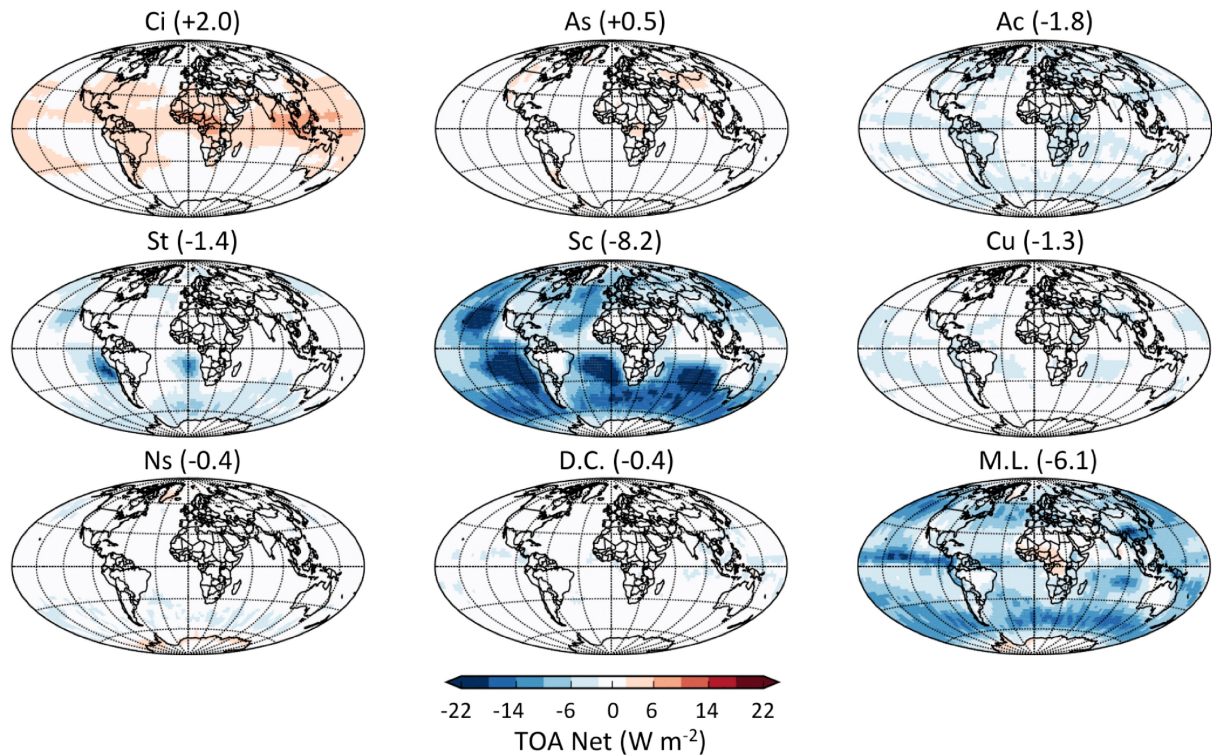 Ci (+2.0)
As (+0.5)
Ac (-1.8)
St (-1.4)
Sc (-8.2)
Cu (-1.3)
Ns (-0.4)
D.C. (-0.4)
M.L. (-6.1)
-22 -14 -6 0 6 14 22
TOA Net (W m⁻²)